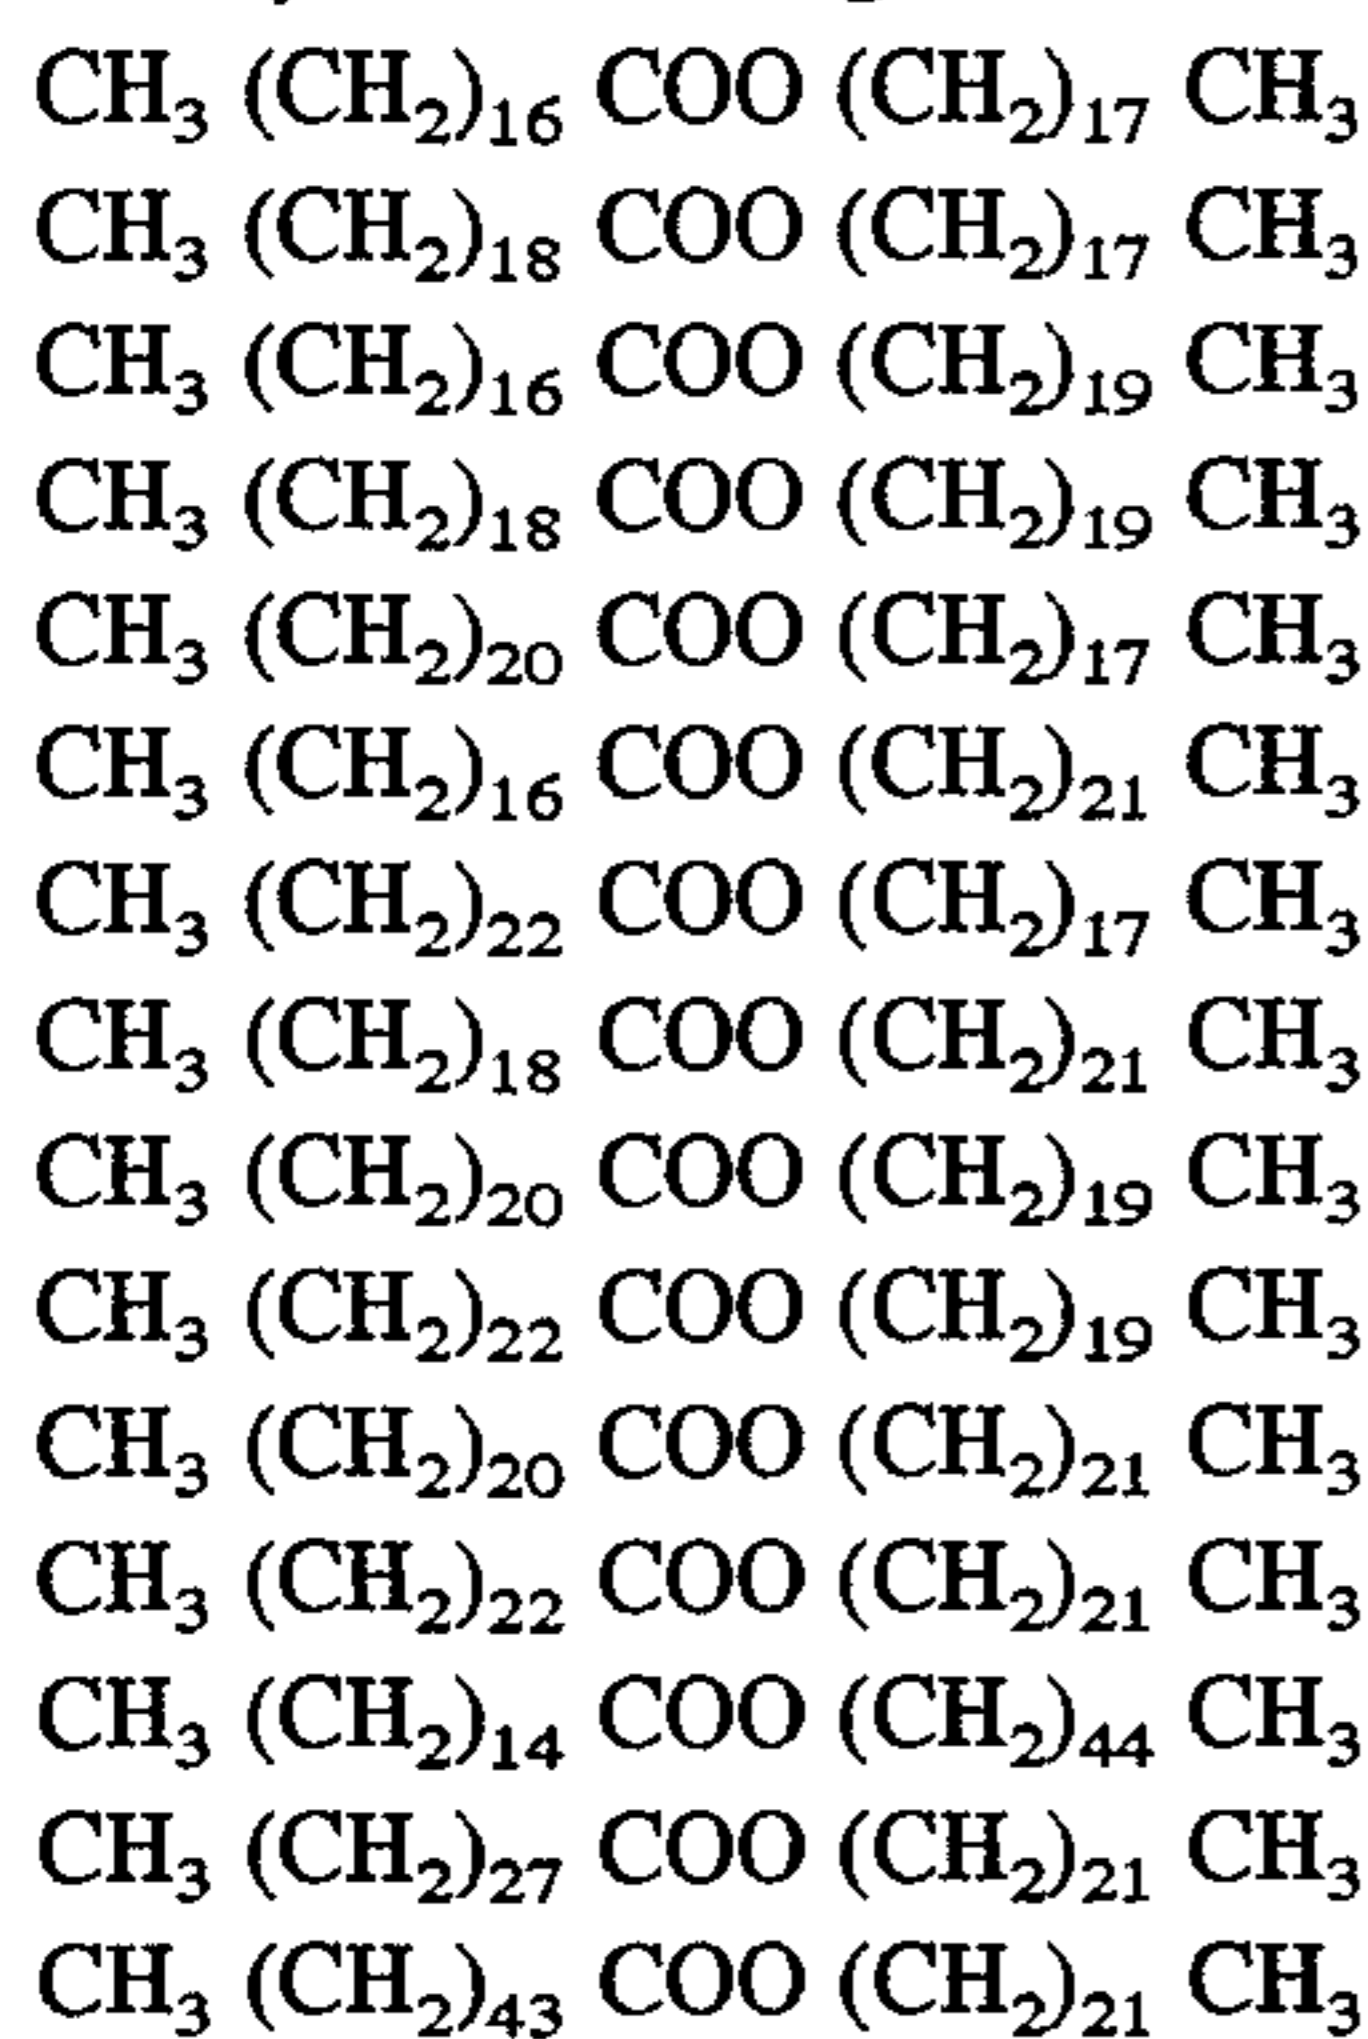 CH₃ (CH₂)₁₆ COO (CH₂)₁₇ CH₃
CH₃ (CH₂)₁₈ COO (CH₂)₁₇ CH₃
CH₃ (CH₂)₁₆ COO (CH₂)₁₉ CH₃
CH₃ (CH₂)₁₈ COO (CH₂)₁₉ CH₃
CH₃ (CH₂)₂₀ COO (CH₂)₁₇ CH₃
CH₃ (CH₂)₁₆ COO (CH₂)₂₁ CH₃
CH₃ (CH₂)₂₂ COO (CH₂)₁₇ CH₃
CH₃ (CH₂)₁₈ COO (CH₂)₂₁ CH₃
CH₃ (CH₂)₂₀ COO (CH₂)₁₉ CH₃
CH₃ (CH₂)₂₂ COO (CH₂)₁₉ CH₃
CH₃ (CH₂)₂₀ COO (CH₂)₂₁ CH₃
CH₃ (CH₂)₂₂ COO (CH₂)₂₁ CH₃
CH₃ (CH₂)₁₄ COO (CH₂)₄₄ CH₃
CH₃ (CH₂)₂₇ COO (CH₂)₂₁ CH₃
CH₃ (CH₂)₄₃ COO (CH₂)₂₁ CH₃